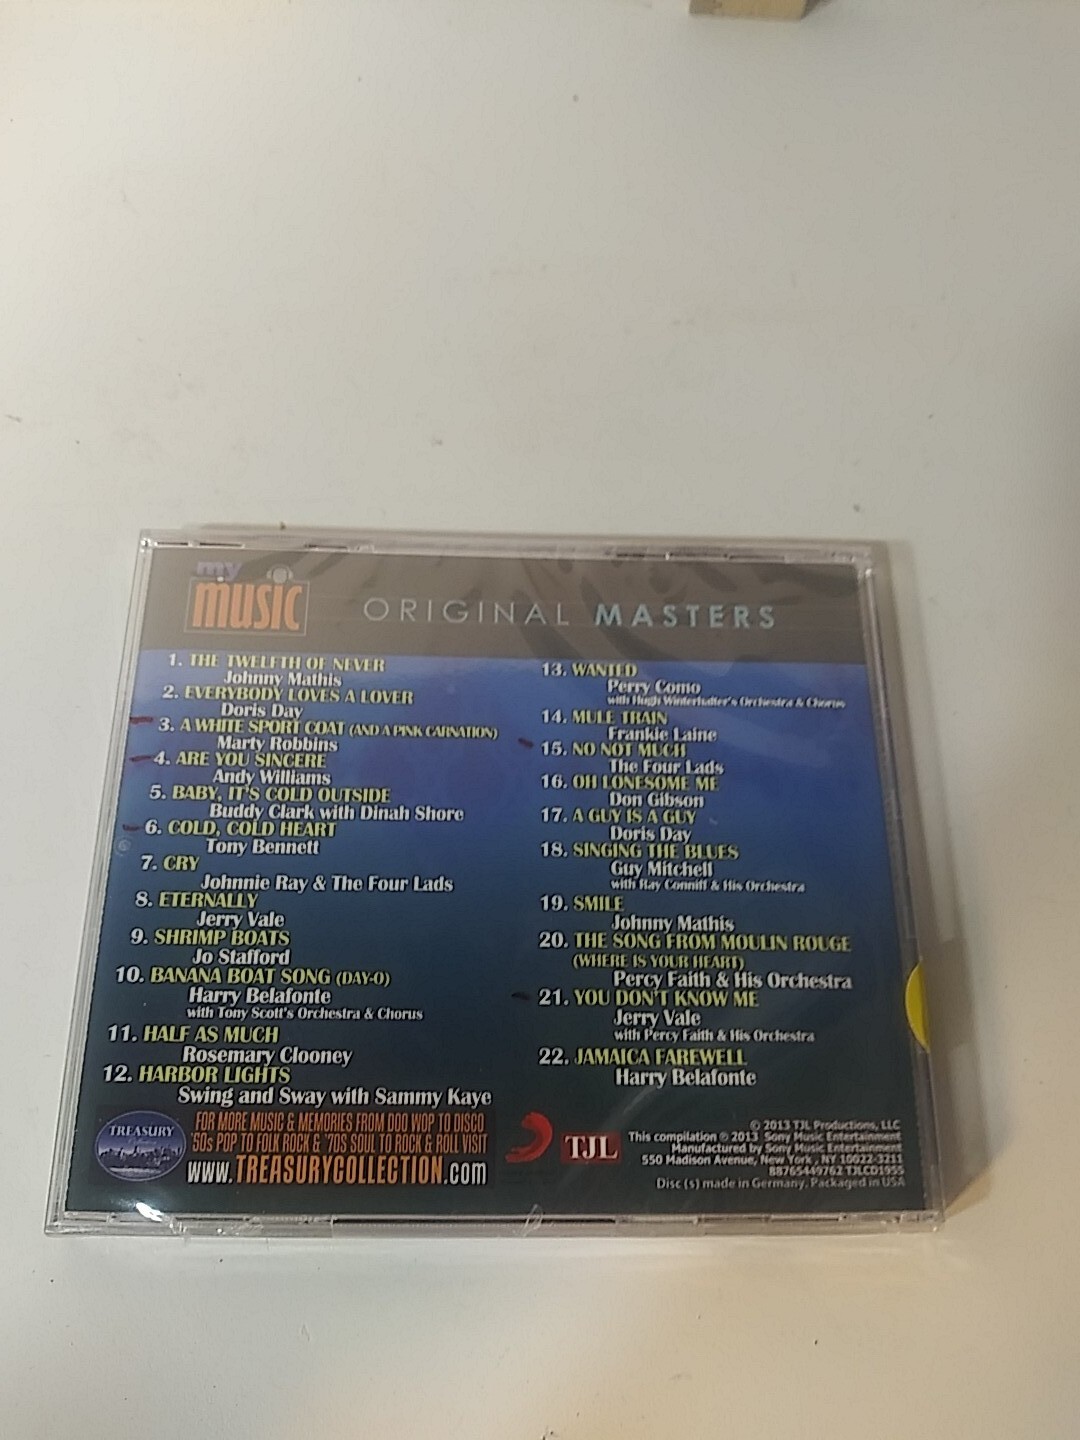 my
music
ORIGINAL MASTERS
1. THE TWELFTH OF NEVER
Johnny Mathis
2. EVERYBODY LOVES A LOVER
Doris Day
3. A WHITE SPORT COAT (AND A PINK CARNATION)
Marty Robbins
4. ARE YOU SINCERE
Andy Williams
5. BABY, IT'S COLD OUTSIDE
Buddy Clark with Dinah Shore
6. COLD, COLD HEART
Tony Bennett
7. CRY
Johnnie Ray & The Four Lads
8. ETERNALLY
Jerry Vale
9. SHRIMP BOATS
Jo Stafford
10. BANANA BOAT SONG (DAY-O)
Harry Belafonte
with Tony Scott's Orchestra & Chorus
11. HALF AS MUCH
Rosemary Clooney
12. HARBOR LIGHTS
Swing and Sway with Sammy Kaye
13. WANTED
Perry Como
with Hugh Winterhalter's Orchestra & Chorus
14. MULE TRAIN
Frankie Laine
15. NO NOT MUCH
The Four Lads
16. OH LONESOME ME
Don Gibson
17. A GUY IS A GUY
Doris Day
18. SINGING THE BLUES
Guy Mitchell
with Ray Conniff & His Orchestra
19. SMILE
Johnny Mathis
20. THE SONG FROM MOULIN ROUGE
(WHERE IS YOUR HEART)
Percy Faith & His Orchestra
21. YOU DON'T KNOW ME
Jerry Vale
with Percy Faith & His Orchestra
22. JAMAICA FAREWELL
Harry Belafonte
TREASURY
FOR MORE MUSIC & MEMORIES FROM DOO WOP TO DISCO
'50s POP TO FOLK ROCK & '70S SOUL TO ROCK & ROLL VISIT
www.TREASURYCOLLECTION.com
TJL
© 2013 TJL Productions, LLC
This compilation ℗ 2013 Sony Music Entertainment
Manufactured by Sony Music Entertainment
550 Madison Avenue, New York, NY 10022-3211
88765449762 TJLCD1955
Disc (s) made in Germany. Packaged in USA